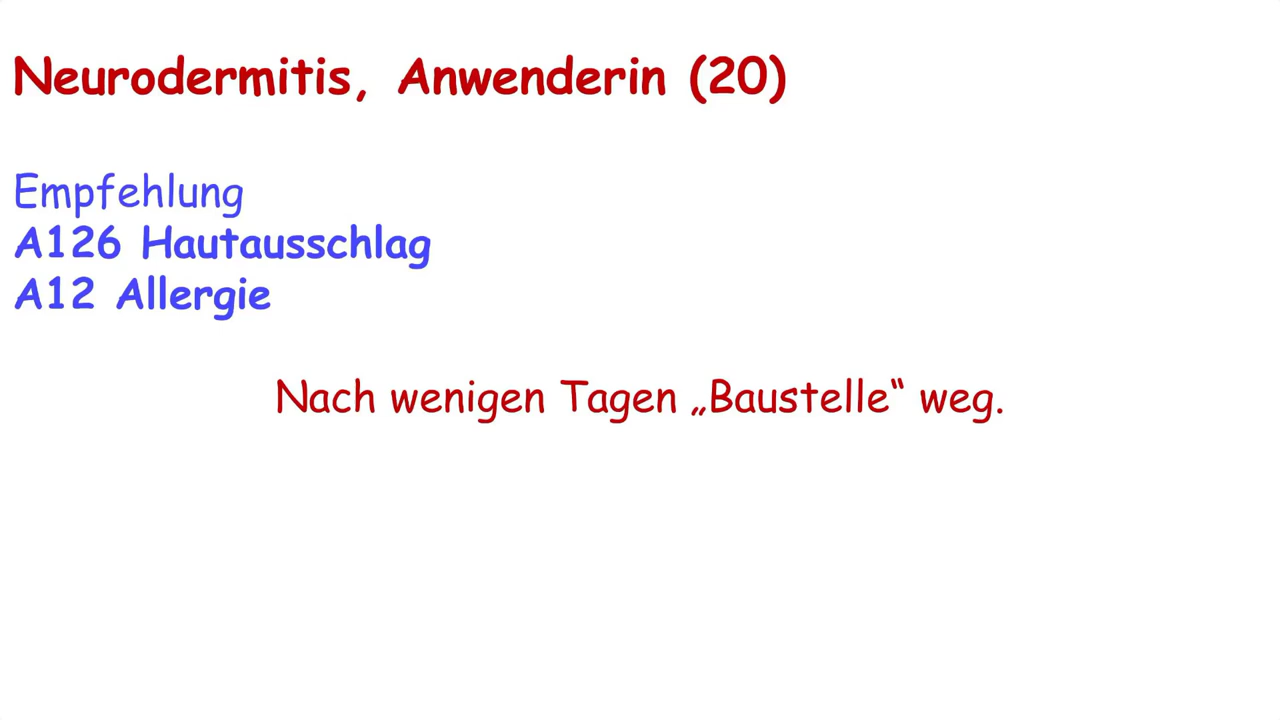 Neurodermitis, Anwenderin (20)
Empfehlung
A126 Hautausschlag
A12 Allergie
Nach wenigen Tagen „Baustelle“ weg.